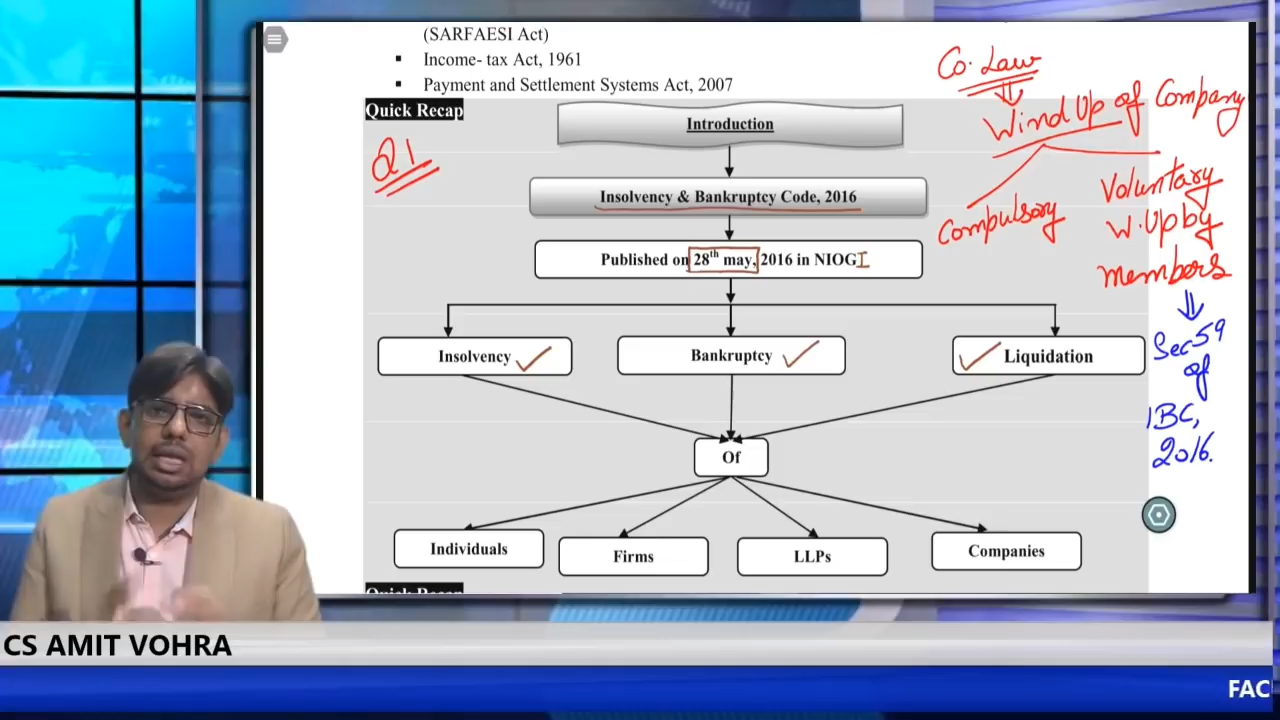 (SARFAESI Act)
▪ Income- tax Act, 1961
▪ Payment and Settlement Systems Act, 2007
Quick Recap
Introduction
Q1
Insolvency & Bankruptcy Code, 2016
Published on 28th may, 2016 in NIOG
Insolvency
Bankruptcy
Liquidation
Of
Individuals
Firms
LLPs
Companies
Quick Recap
Co. Law
Wind Up of Company
Compulsory
Voluntary
W. Up by
members
Sec 59
of
IBC,
2016.
CS AMIT VOHRA
FAC